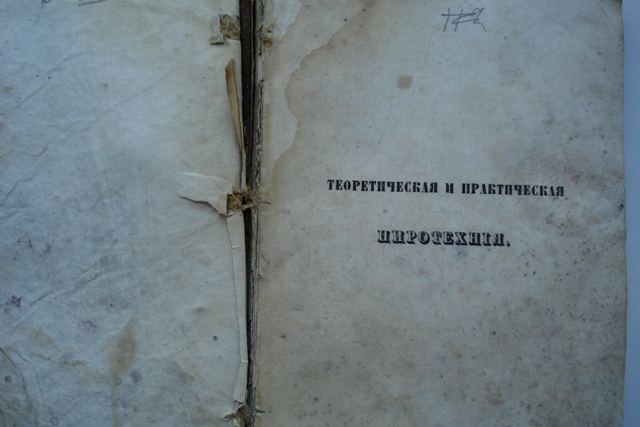 ТЕОРЕТИЧЕСКАЯ И ПРАКТИЧЕСКАЯ
ПИРОТЕХНІЯ.